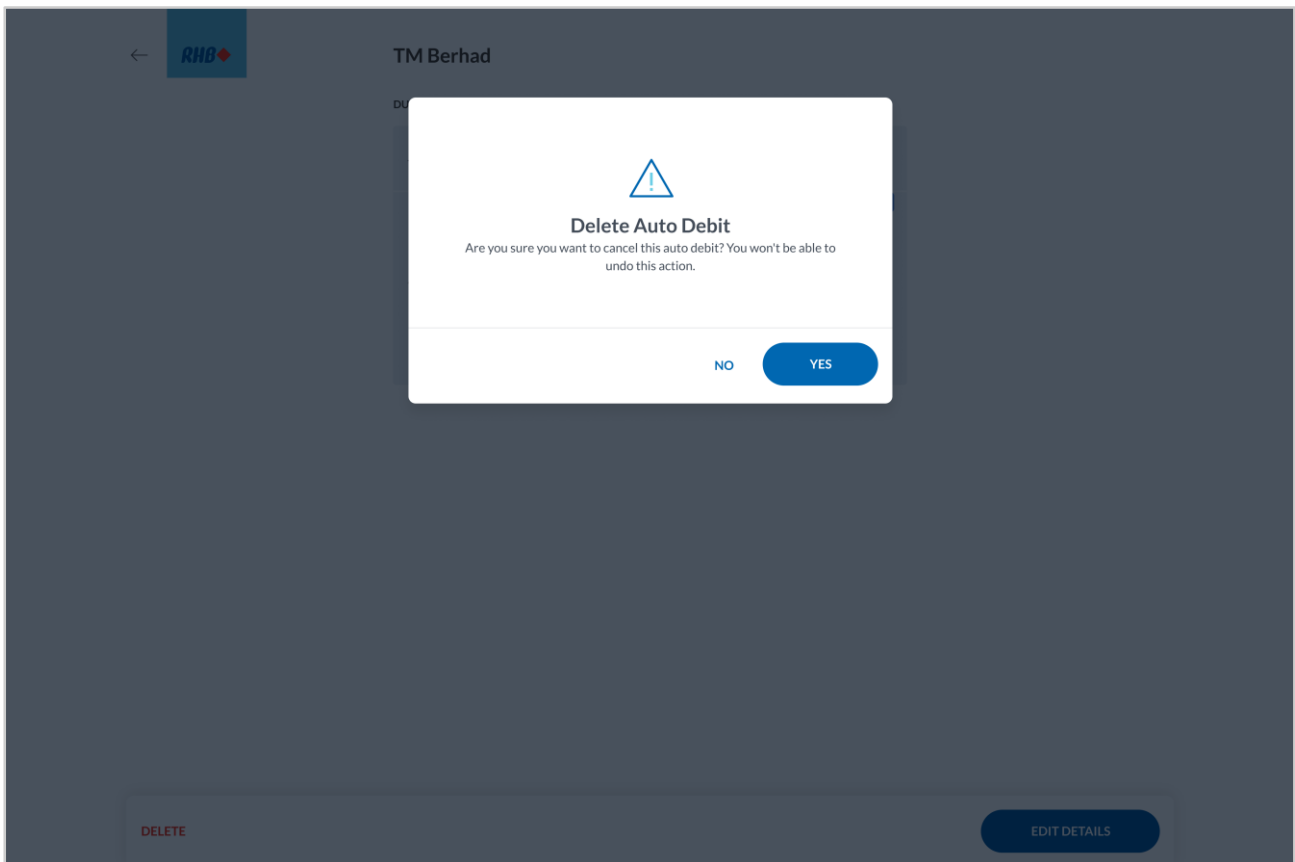 RHB
TM Berhad
DU
Delete Auto Debit
Are you sure you want to cancel this auto debit? You won't be able to
undo this action.
NO
YES
DELETE
EDIT DETAILS